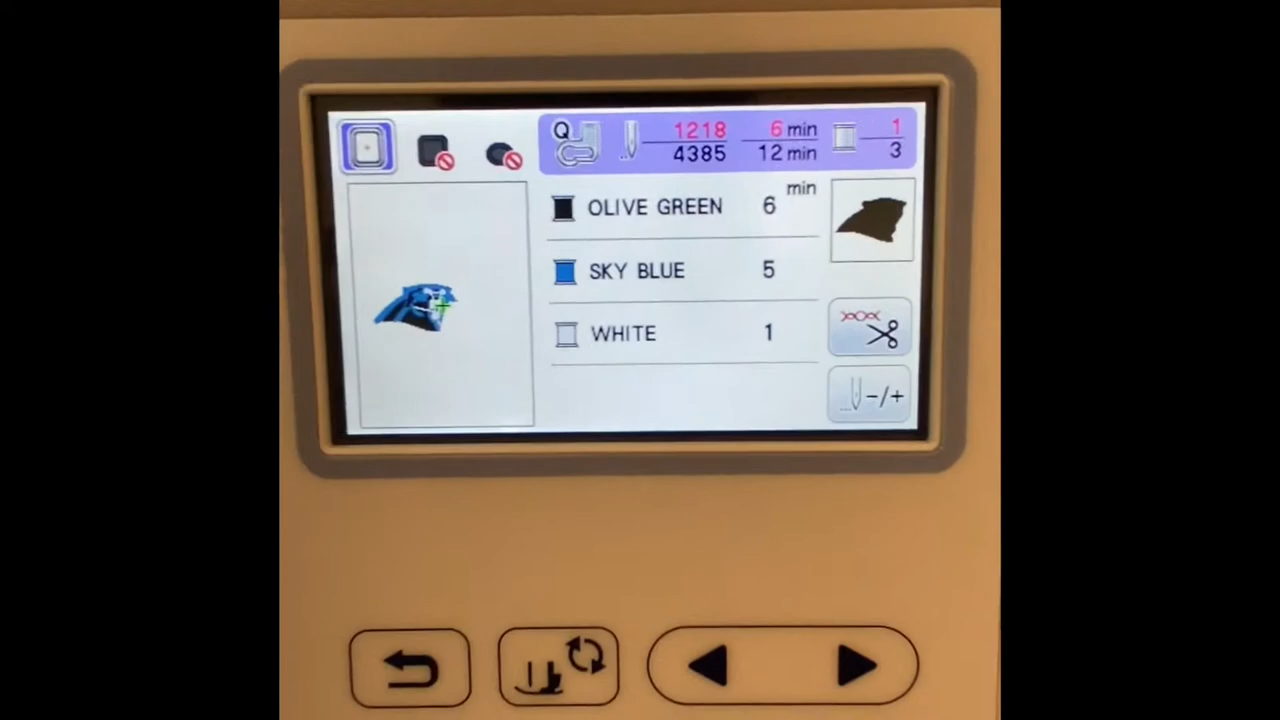 Q 1218 6 min 1
4385 12 min 3
min
OLIVE GREEN 6
SKY BLUE 5
WHITE 1
-/+